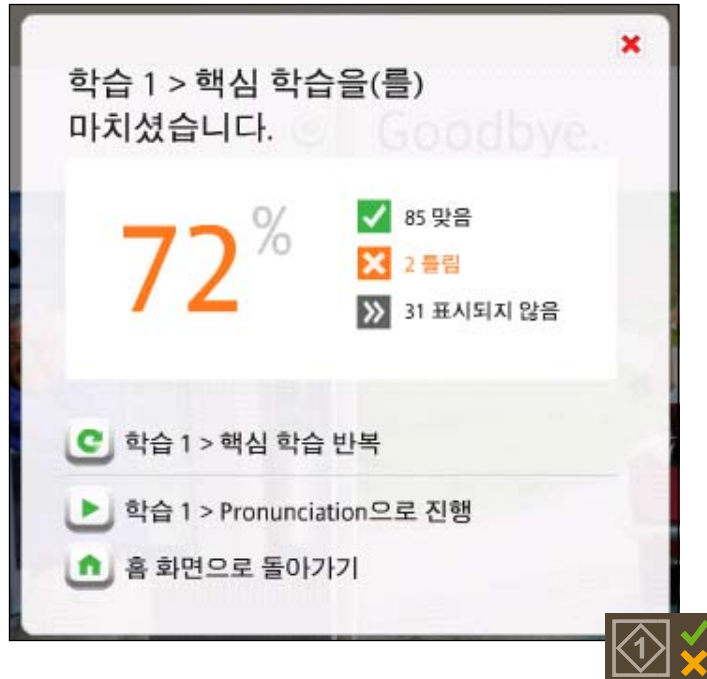 학습 1 > 핵심 학습을(를)
마치셨습니다.
Goodbye.
72%
85 맞음
2 틀림
31 표시되지 않음
학습 1 > 핵심 학습 반복
학습 1 > Pronunciation으로 진행
홈 화면으로 돌아가기
1